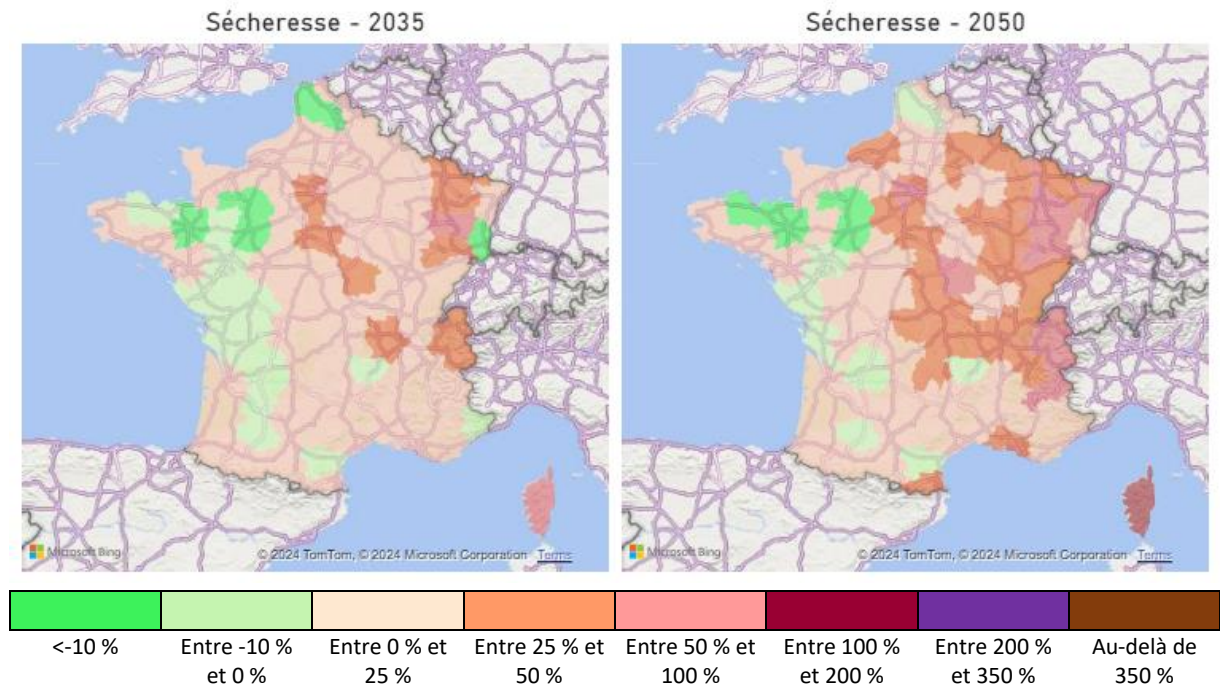 Sécheresse - 2035
Sécheresse - 2050
Microsoft Bing
© 2024 TomTom, © 2024 Microsoft Corporation Terms
Microsoft Bing
© 2024 TomTom, © 2024 Microsoft Corporation Terms
<-10 %
Entre -10 %
et 0 %
Entre 0 % et
25 %
Entre 25 % et
50 %
Entre 50 % et
100 %
Entre 100 %
et 200 %
Entre 200 %
et 350 %
Au-delà de
350 %